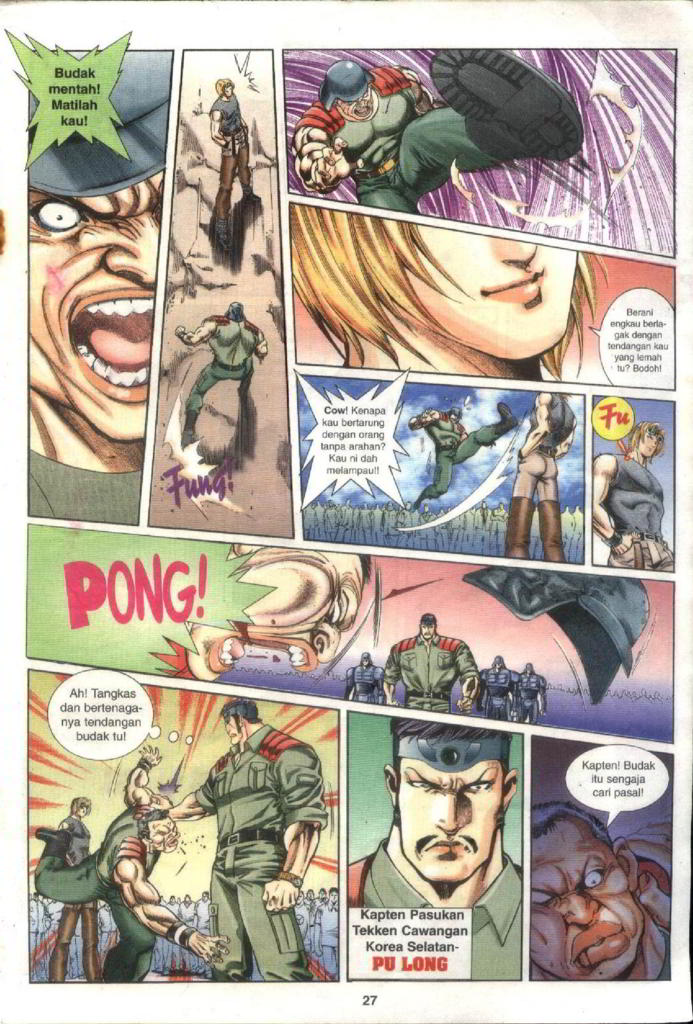 Budak
mentah!
Matilah
kau!
Fung!
Berani
engkau berla-
gak dengan
tendangan kau
yang lemah
tu? Bodoh!
Cow! Kenapa
kau bertarung
dengan orang
tanpa arahan?
Kau ni dah
melampau!!
Fu
PONG!
Ah! Tangkas
dan bertenaga-
nya tendangan
budak tu!
Kapten Pasukan
Tekken Cawangan
Korea Selatan-
PU LONG
Kapten! Budak
itu sengaja
cari pasal!
27